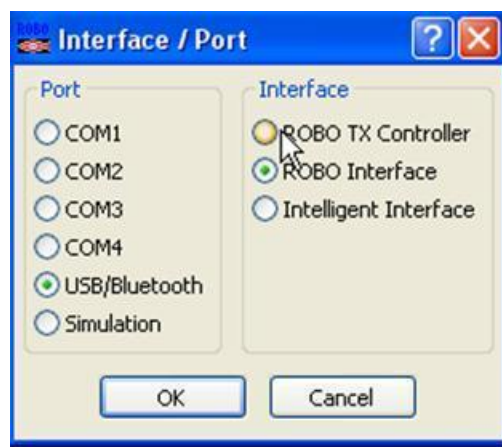 ROBO
Interface / Port
Port
COM1
COM2
COM3
COM4
USB/Bluetooth
Simulation
Interface
ROBO TX Controller
ROBO Interface
Intelligent Interface
OK
Cancel